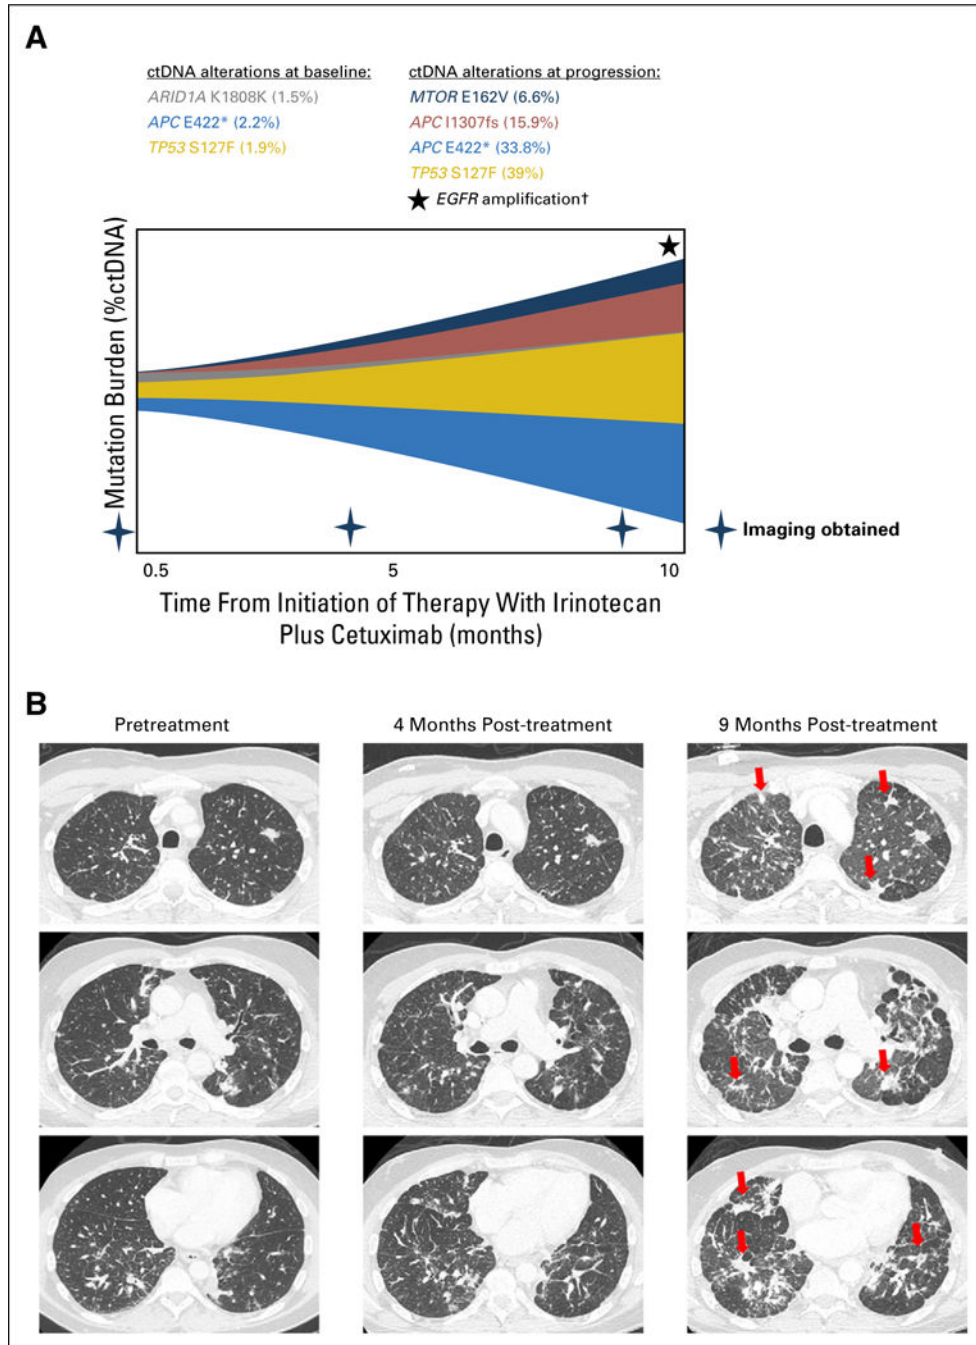 A
ctDNA alterations at baseline:
ARID1A K1808K (1.5%)
APC E422* (2.2%)
TP53 S127F (1.9%)
ctDNA alterations at progression:
MTOR E162V (6.6%)
APC I1307fs (15.9%)
APC E422* (33.8%)
TP53 S127F (39%)
EGFR amplification†
Mutation Burden (%ctDNA)
Imaging obtained
0.5 5 10
Time From Initiation of Therapy With Irinotecan
Plus Cetuximab (months)
B
Pretreatment 4 Months Post-treatment 9 Months Post-treatment